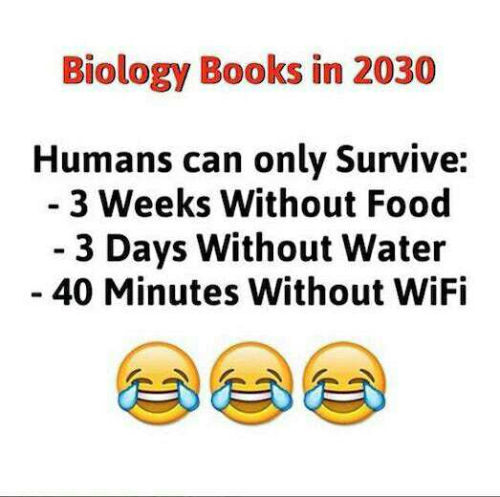 Biology Books in 2030
Humans can only Survive:
- 3 Weeks Without Food
- 3 Days Without Water
- 40 Minutes Without WiFi